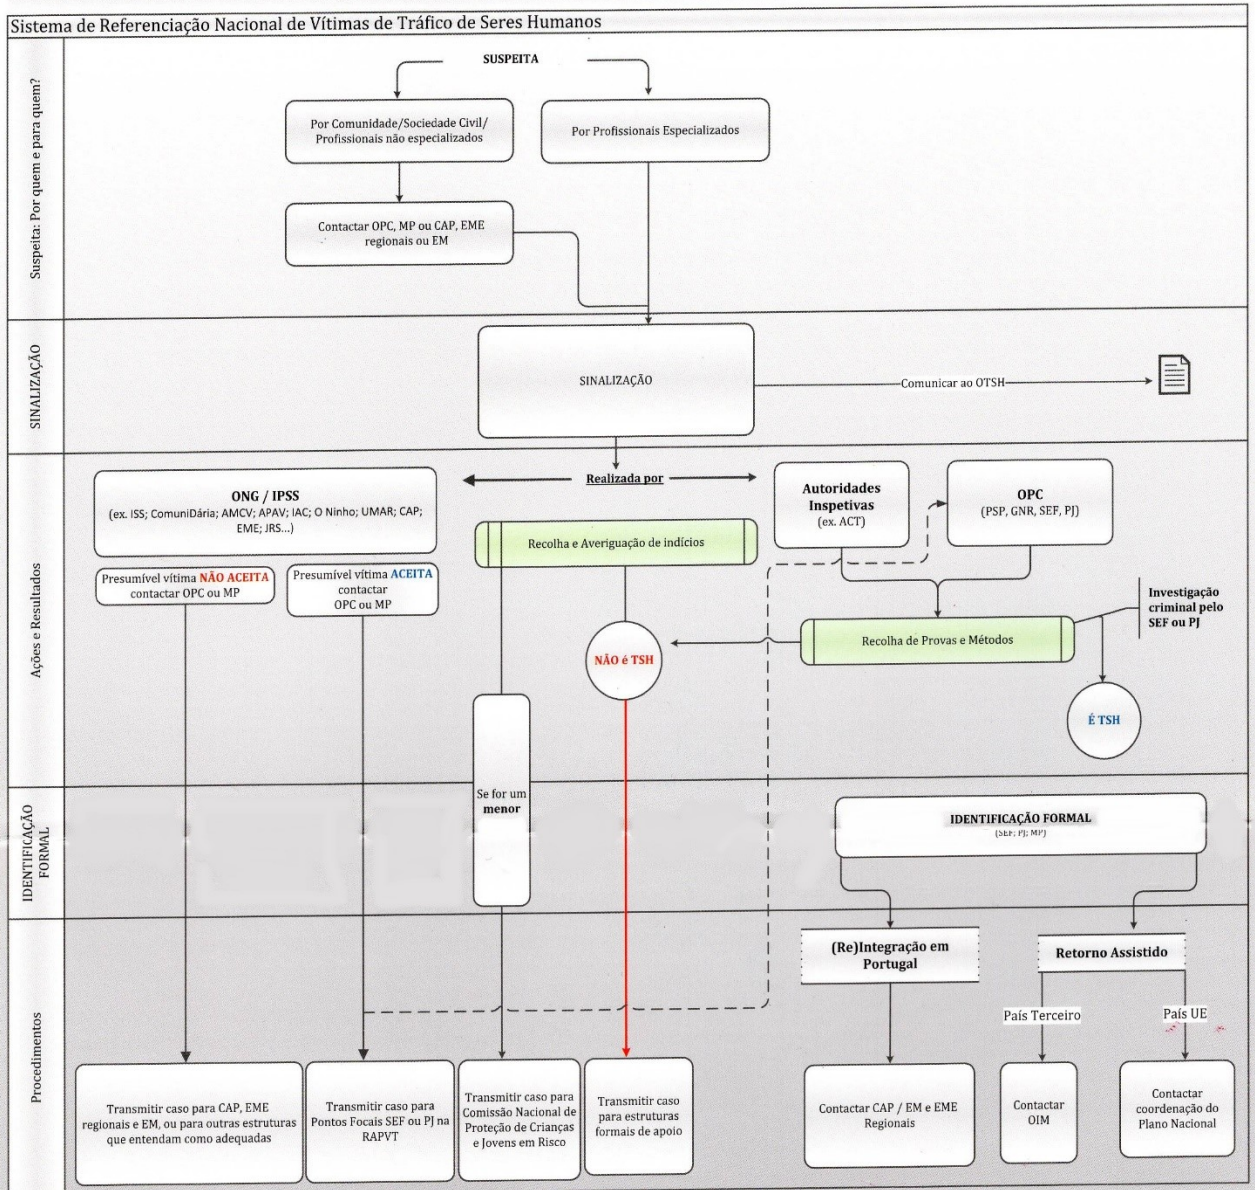 Sistema de Referenciação Nacional de Vítimas de Tráfico de Seres Humanos
Suspeita: Por quem e para quem?
SUSPEITA
Por Comunidade/Sociedade Civil/
Profissionais não especializados
Por Profissionais Especializados
Contactar OPC, MP ou CAP, EME
regionais ou EM
SINALIZAÇÃO
SINALIZAÇÃO
Comunicar ao OTSH
Ações e Resultados
Realizada por
ONG / IPSS
(ex. ISS; ComuniDária; AMCV; APAV; IAC; O Ninho; UMAR; CAP;
EME; JRS...)
Autoridades
Inspetivas
(ex. ACT)
OPC
(PSP, GNR, SEF, PJ)
Recolha e Averiguação de indícios
Presumível vítima NÃO ACEITA
contactar OPC ou MP
Presumível vítima ACEITA
contactar
OPC ou MP
Investigação
criminal pelo
SEF ou PJ
Recolha de Provas e Métodos
NÃO é TSH
É TSH
Se for um
menor
IDENTIFICAÇÃO
FORMAL
IDENTIFICAÇÃO FORMAL
(SEF; PJ; MP)
Procedimentos
(Re)Integração em
Portugal
Retorno Assistido
País Terceiro
País UE
Transmitir caso para CAP, EME
regionais e EM, ou para outras estruturas
que entendam como adequadas
Transmitir caso para
Pontos Focais SEF ou PJ na
RAPVT
Transmitir caso para
Comissão Nacional de
Proteção de Crianças
e Jovens em Risco
Transmitir caso
para estruturas
formais de apoio
Contactar CAP / EM e EME
Regionais
Contactar
OIM
Contactar
coordenação do
Plano Nacional